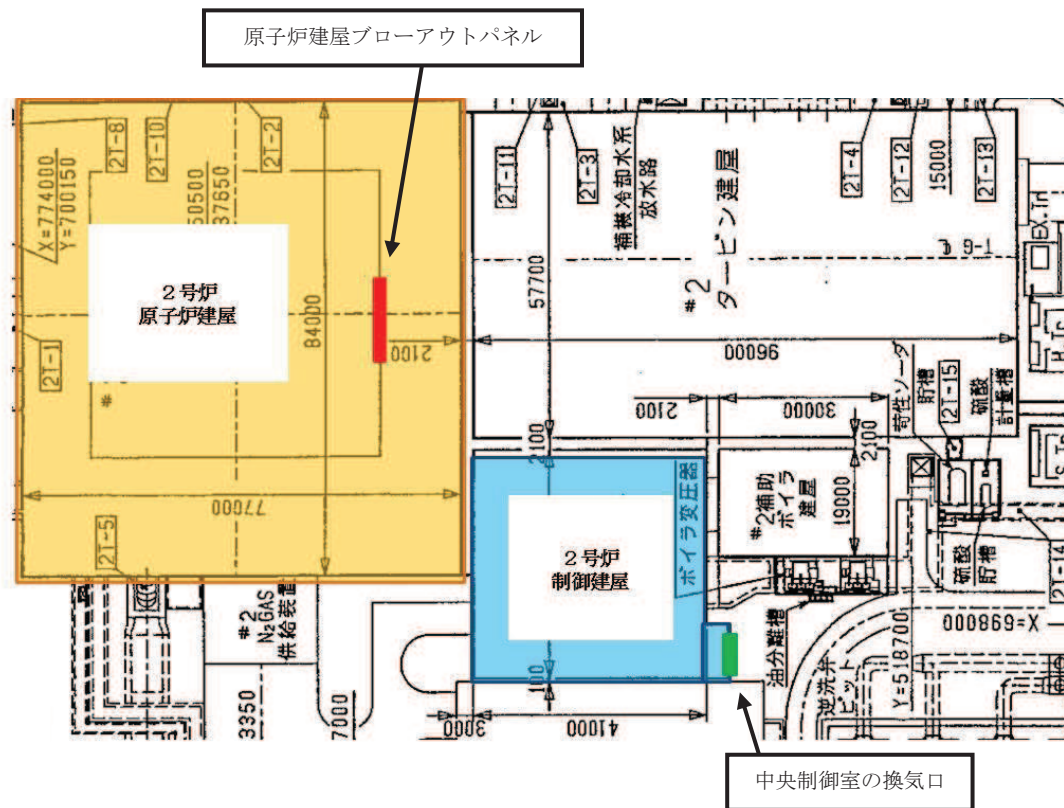 原子炉建屋ブローアウトパネル
2T-8
2T-10
2T-2
X=774000
Y=700150
50500
37650
２号炉
原子炉建屋
84000
2100
2T-1
77000
2T-5
2T-11
2T-3
補機冷却水系
放水路
2T-4
2T-12
15000
2T-13
EX.Tr
#2
タービン建屋
T-G
57700
96000
2100
30000
2100
2100
苛性ソーダ
貯槽
2T-15
硫酸
計量槽
#2補助
ボイラ
建屋
19000
ボイラ変圧器
２号炉
制御建屋
硫酸
貯槽
油分離槽
逆洗弁
ピット
Y=518700
X=698000
2T-14
#2
N₂GAS
供給装置
3350
7000
3000
100
41000
中央制御室の換気口